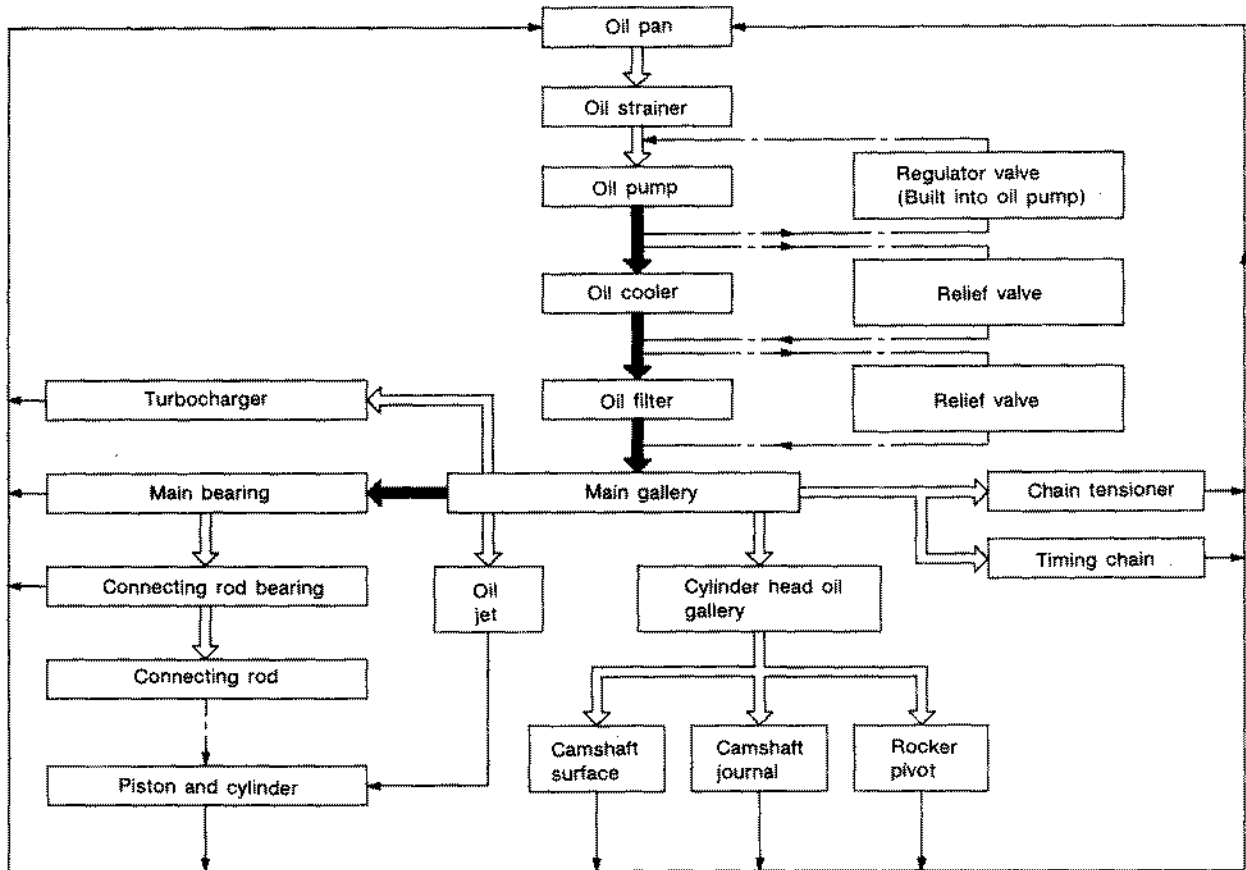 Oil pan
Oil strainer
Oil pump
Regulator valve
(Built into oil pump)
Oil cooler
Relief valve
Turbocharger
Oil filter
Relief valve
Main bearing
Main gallery
Chain tensioner
Timing chain
Connecting rod bearing
Oil
jet
Cylinder head oil
gallery
Connecting rod
Camshaft
surface
Camshaft
journal
Rocker
pivot
Piston and cylinder